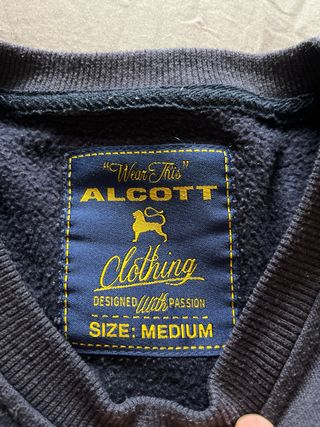 "Wear This"
ALCOTT
Clothing
DESIGNED With PASSION
SIZE: MEDIUM